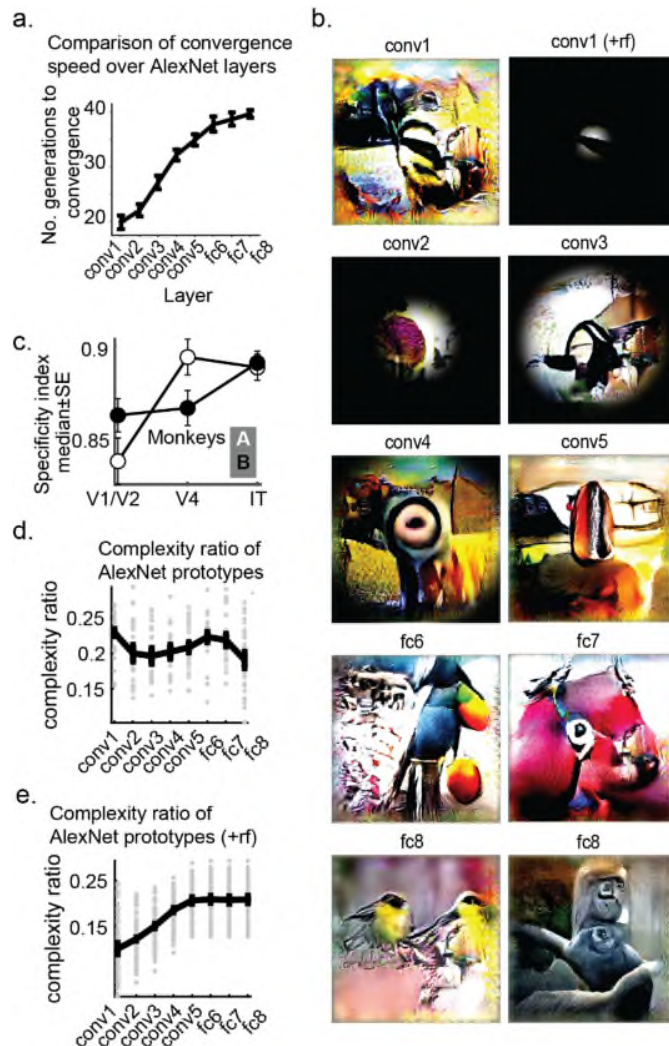 a.
Comparison of convergence
speed over AlexNet layers
No. generations to
convergence
40
30
20
conv1
conv2
conv3
conv4
conv5
fc6
fc7
fc8
Layer
c.
Specificity index
median±SE
0.9
0.85
Monkeys
A
B
V1/V2
V4
IT
d.
Complexity ratio of
AlexNet prototypes
complexity ratio
0.25
0.2
0.15
conv1
conv2
conv3
conv4
conv5
fc6
fc7
fc8
e.
Complexity ratio of
AlexNet prototypes (+rf)
complexity ratio
0.25
0.15
conv1
conv2
conv3
conv4
conv5
fc6
fc7
fc8
b.
conv1
conv1 (+rf)
conv2
conv3
conv4
conv5
fc6
fc7
fc8
fc8